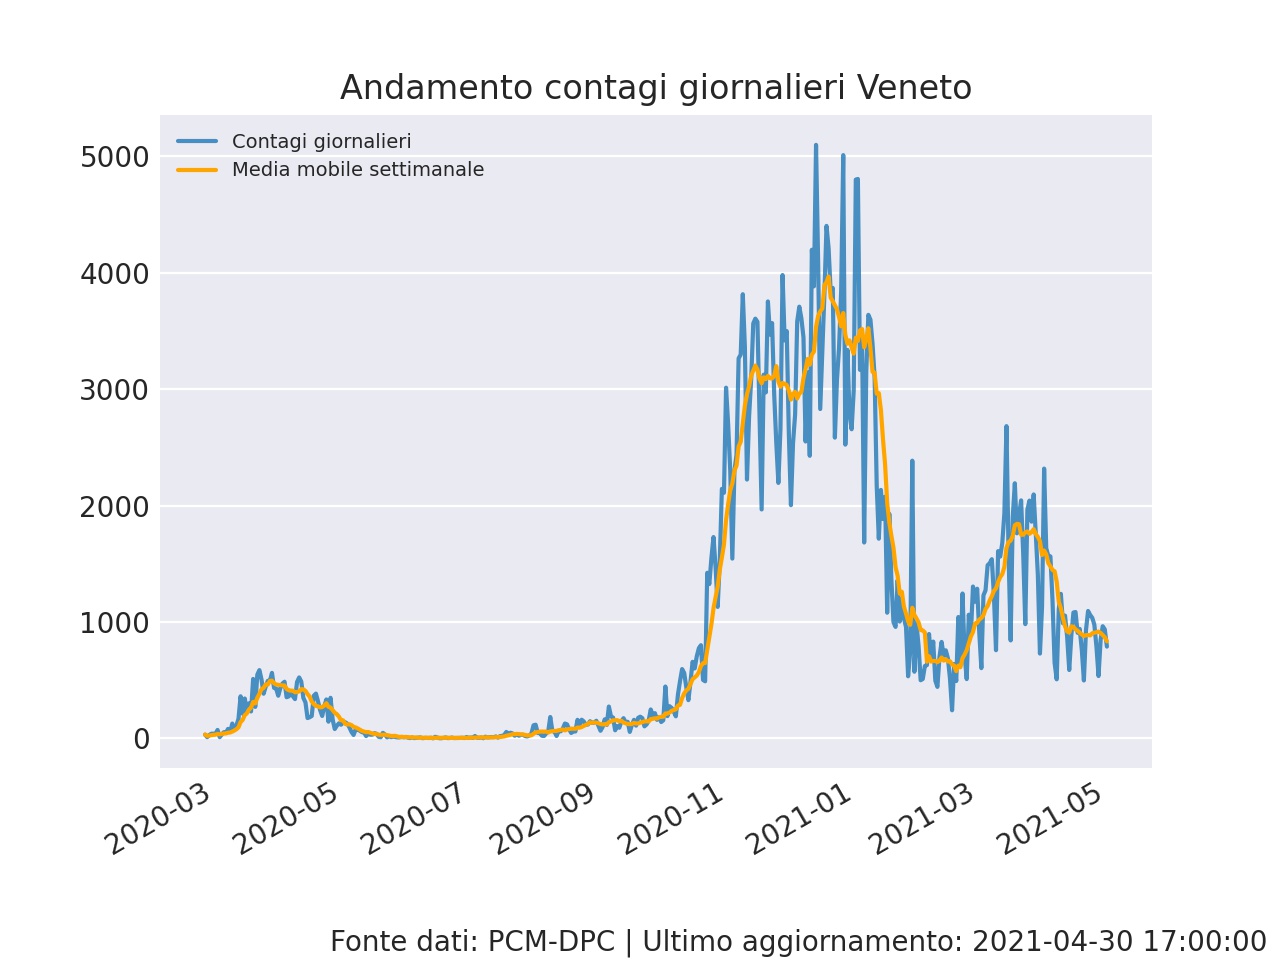 Andamento contagi giornalieri Veneto
Contagi giornalieri
Media mobile settimanale
5000
4000
3000
2000
1000
0
2020-03 2020-05 2020-07 2020-09 2020-11 2021-01 2021-03 2021-05
Fonte dati: PCM-DPC | Ultimo aggiornamento: 2021-04-30 17:00:00